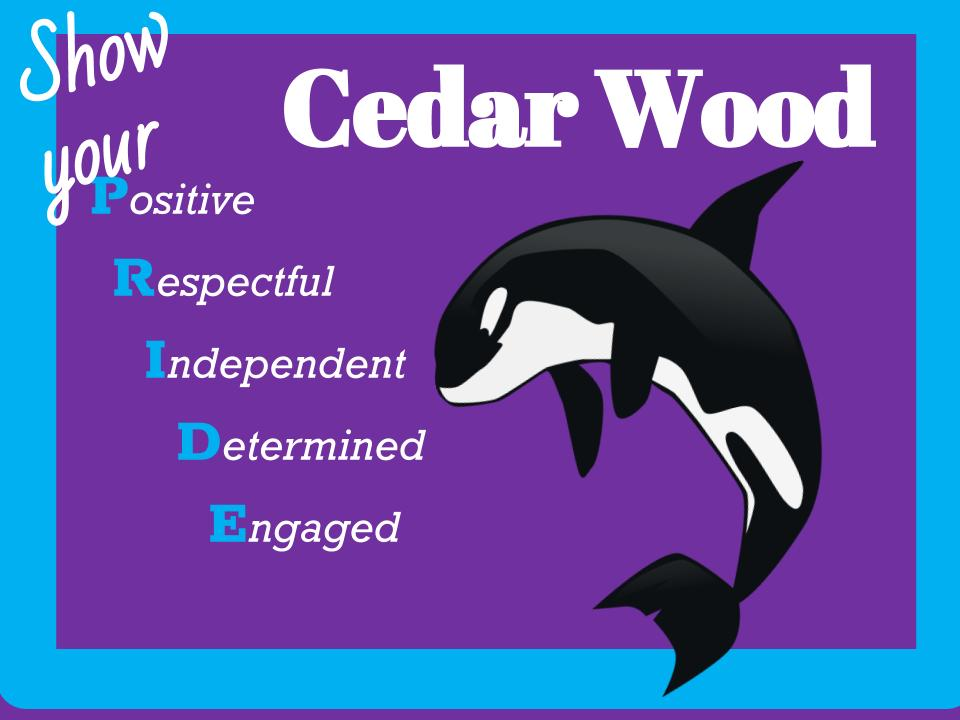 Show
your
Cedar Wood
Positive
Respectful
Independent
Determined
Engaged